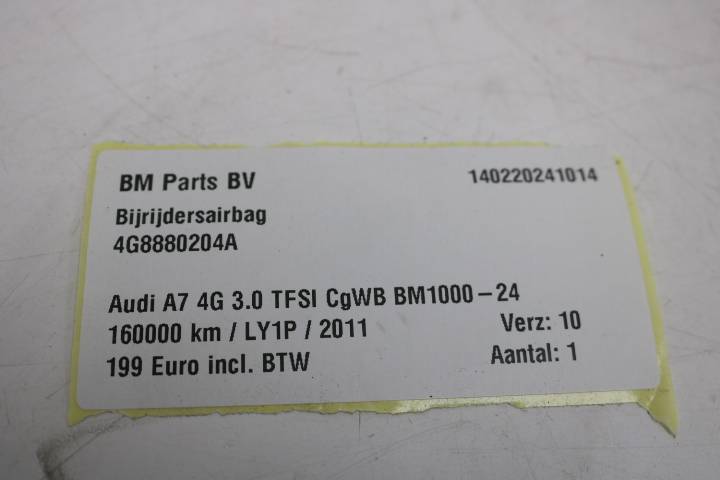 BM Parts BV 140220241014
Bijrijdersairbag
4G8880204A
Audi A7 4G 3.0 TFSI CgWB BM1000-24
160000 km / LY1P / 2011 Verz: 10
199 Euro incl. BTW Aantal: 1